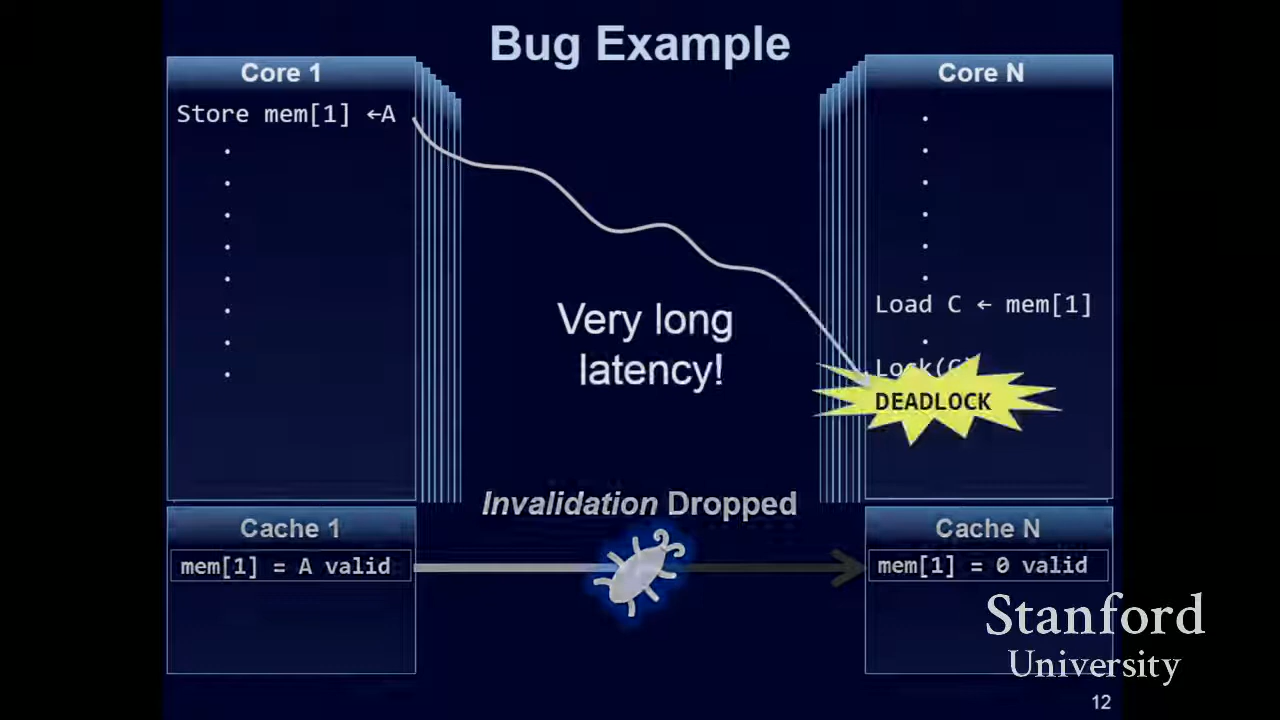 Bug Example
Core 1
Store mem[1] ←A
Core N
Load C ← mem[1]
Very long
latency!
DEADLOCK
Invalidation Dropped
Cache 1
mem[1] = A valid
Cache N
mem[1] = 0 valid
Stanford
University
12